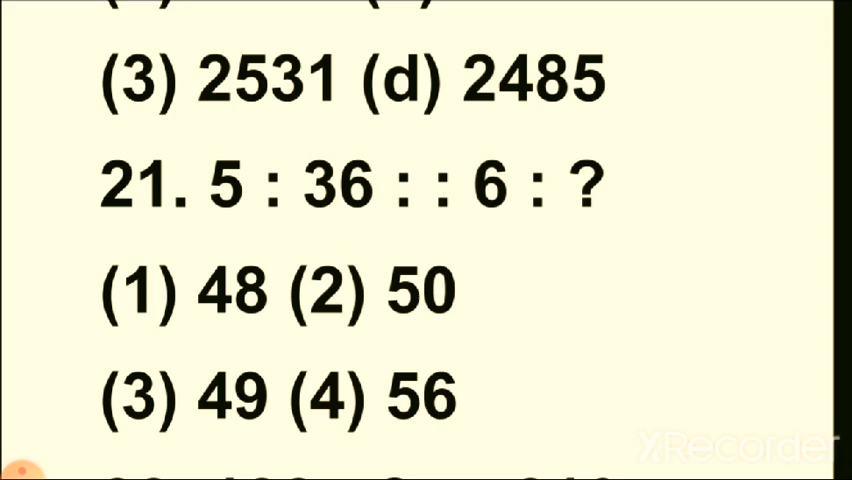 (3) 2531 (d) 2485
21. 5 : 36 : : 6 : ?
(1) 48 (2) 50
(3) 49 (4) 56
XRecorder